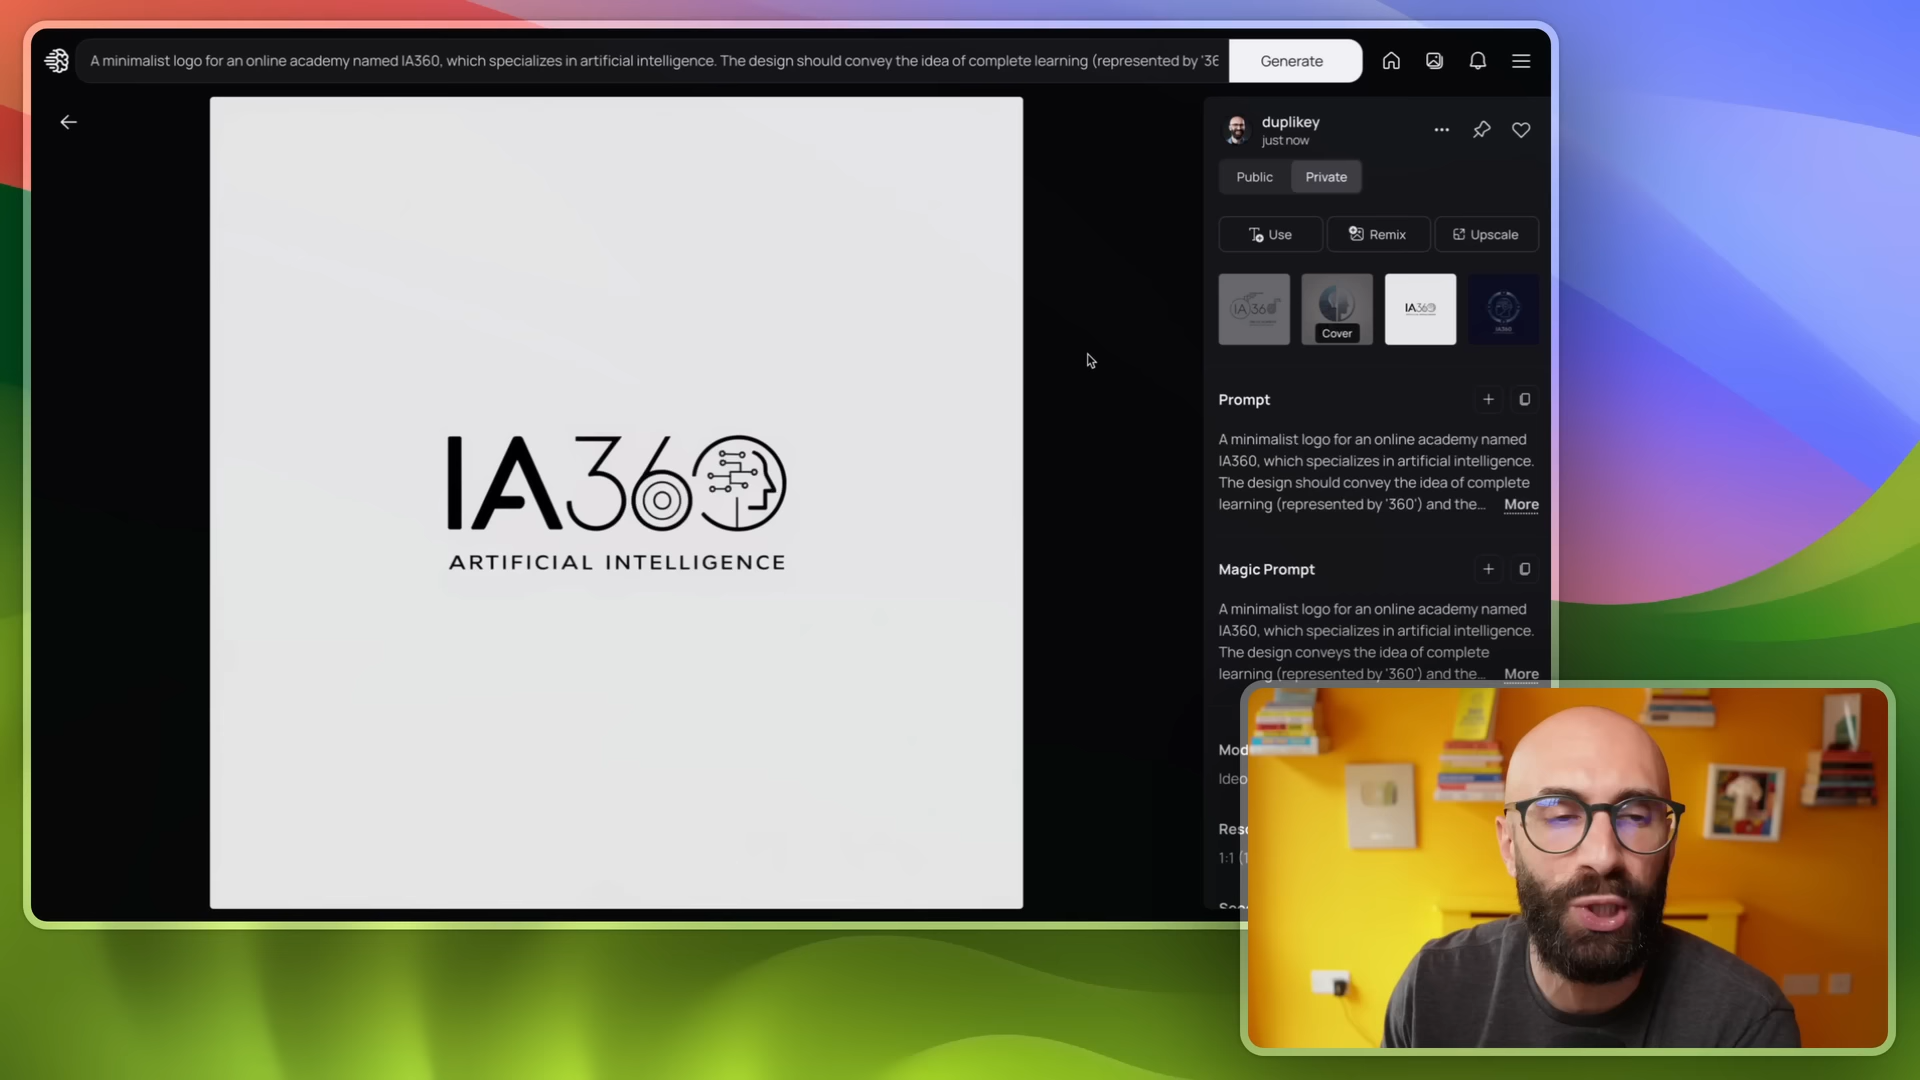 A minimalist logo for an online academy named IA360, which specializes in artificial intelligence. The design should convey the idea of complete learning (represented by '36
Generate
duplikey
just now
Public
Private
Use
Remix
Upscale
IA360
Cover
IA360
IA360
Prompt
A minimalist logo for an online academy named
IA360, which specializes in artificial intelligence.
The design should convey the idea of complete
learning (represented by '360') and the...
More
Magic Prompt
A minimalist logo for an online academy named
IA360, which specializes in artificial intelligence.
The design conveys the idea of complete
learning (represented by '360') and the...
More
1:1
IA360
ARTIFICIAL INTELLIGENCE